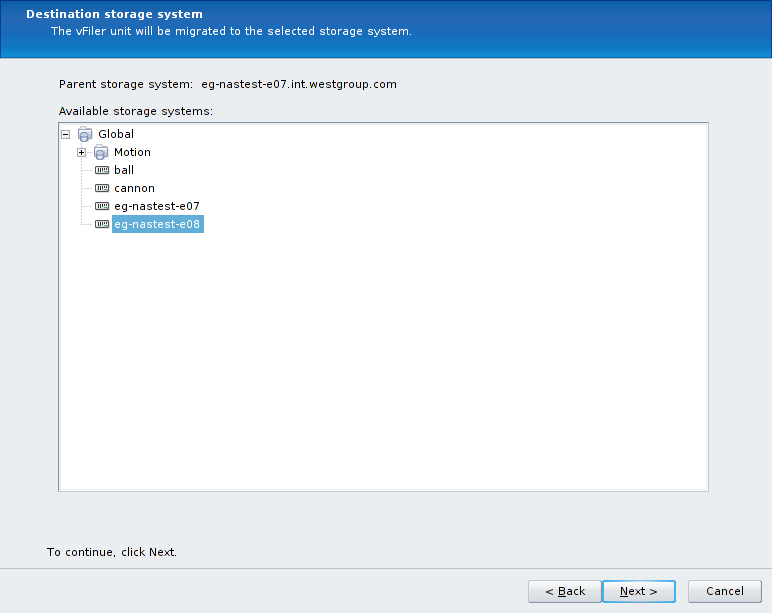 Destination storage system
The vFiler unit will be migrated to the selected storage system.
Parent storage system: eg-nastest-e07.int.westgroup.com
Available storage systems:
Global
Motion
ball
cannon
eg-nastest-e07
eg-nastest-e08
To continue, click Next.
< Back Next > Cancel